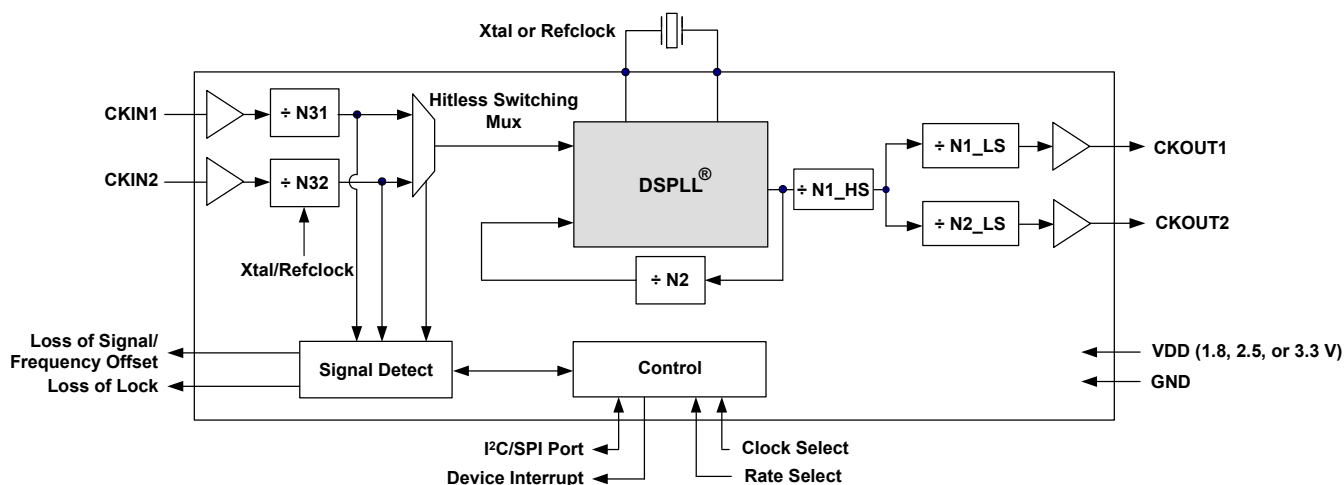 Xtal or Refclock
CKIN1
÷ N31
Hitless Switching
Mux
CKIN2
÷ N32
DSPLL®
÷ N1_HS
÷ N1_LS
CKOUT1
÷ N2_LS
CKOUT2
Xtal/Refclock
÷ N2
Loss of Signal/
Frequency Offset
Loss of Lock
Signal Detect
Control
VDD (1.8, 2.5, or 3.3 V)
GND
I²C/SPI Port
Device Interrupt
Clock Select
Rate Select